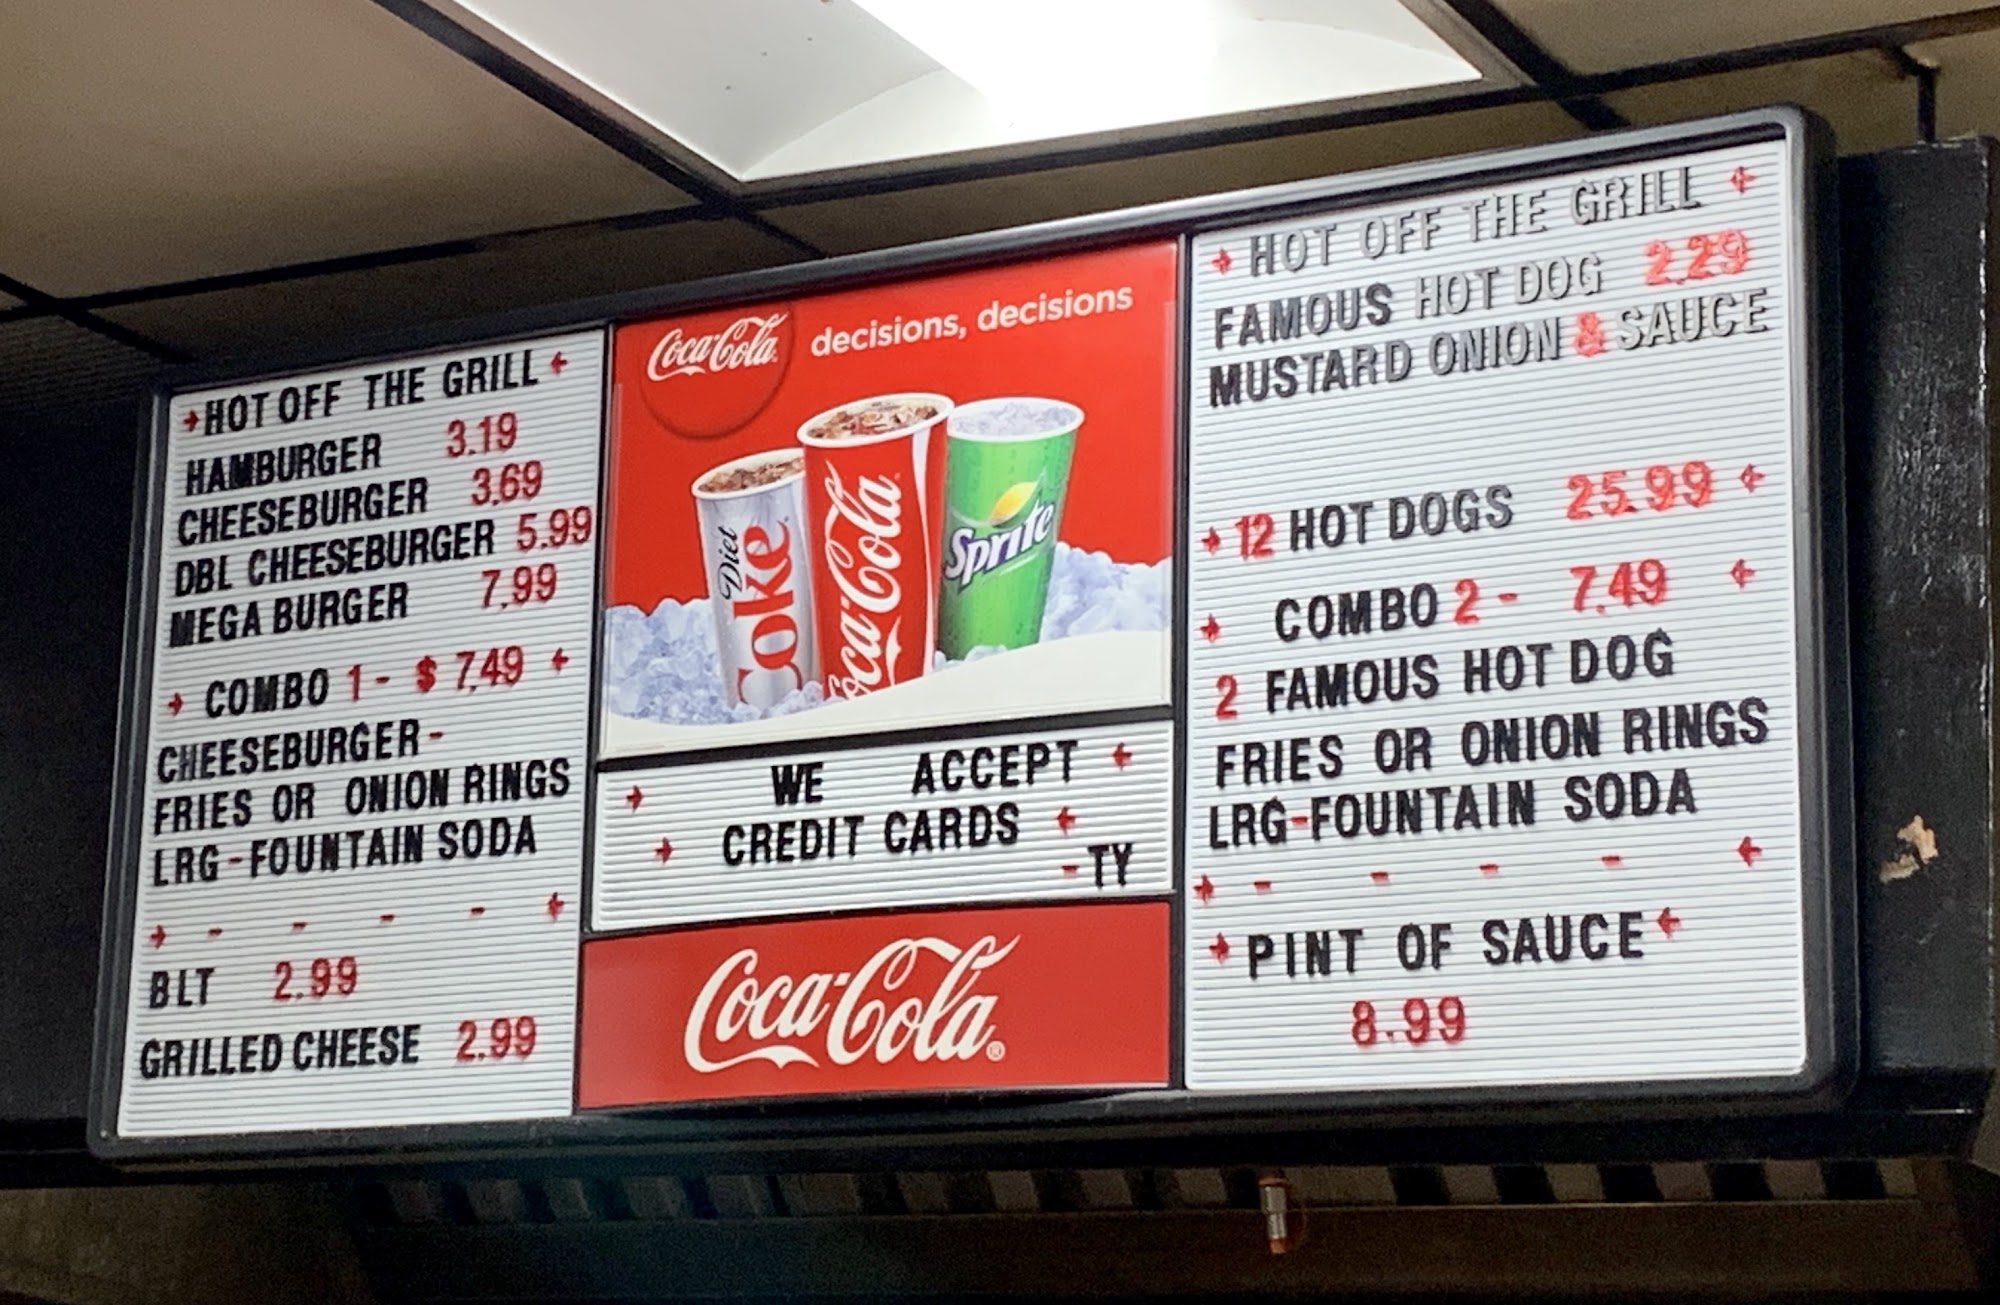 HOT OFF THE GRILL
HAMBURGER 3.19
CHEESEBURGER 3.69
DBL CHEESEBURGER 5.99
MEGA BURGER 7.99
COMBO 1 - $ 7.49
CHEESEBURGER -
FRIES OR ONION RINGS
LRG - FOUNTAIN SODA
- - - -
BLT 2.99
GRILLED CHEESE 2.99
Coca-Cola decisions, decisions
Diet Coke
Coca-Cola
Sprite
WE ACCEPT
CREDIT CARDS
- TY
Coca-Cola®
HOT OFF THE GRILL
FAMOUS HOT DOG 2.29
MUSTARD ONION & SAUCE
12 HOT DOGS 25.99
COMBO 2 - 7.49
2 FAMOUS HOT DOG
FRIES OR ONION RINGS
LRG-FOUNTAIN SODA
- - - -
PINT OF SAUCE
8.99